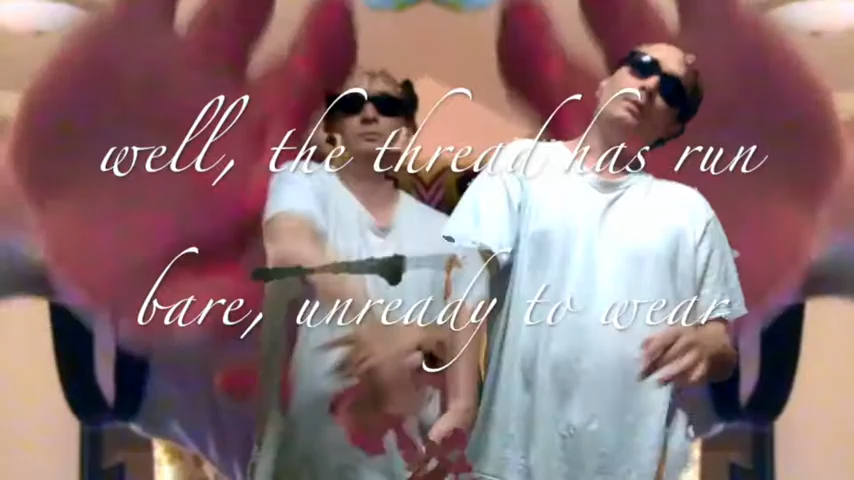 well, the thread has run
bare, unready to wear